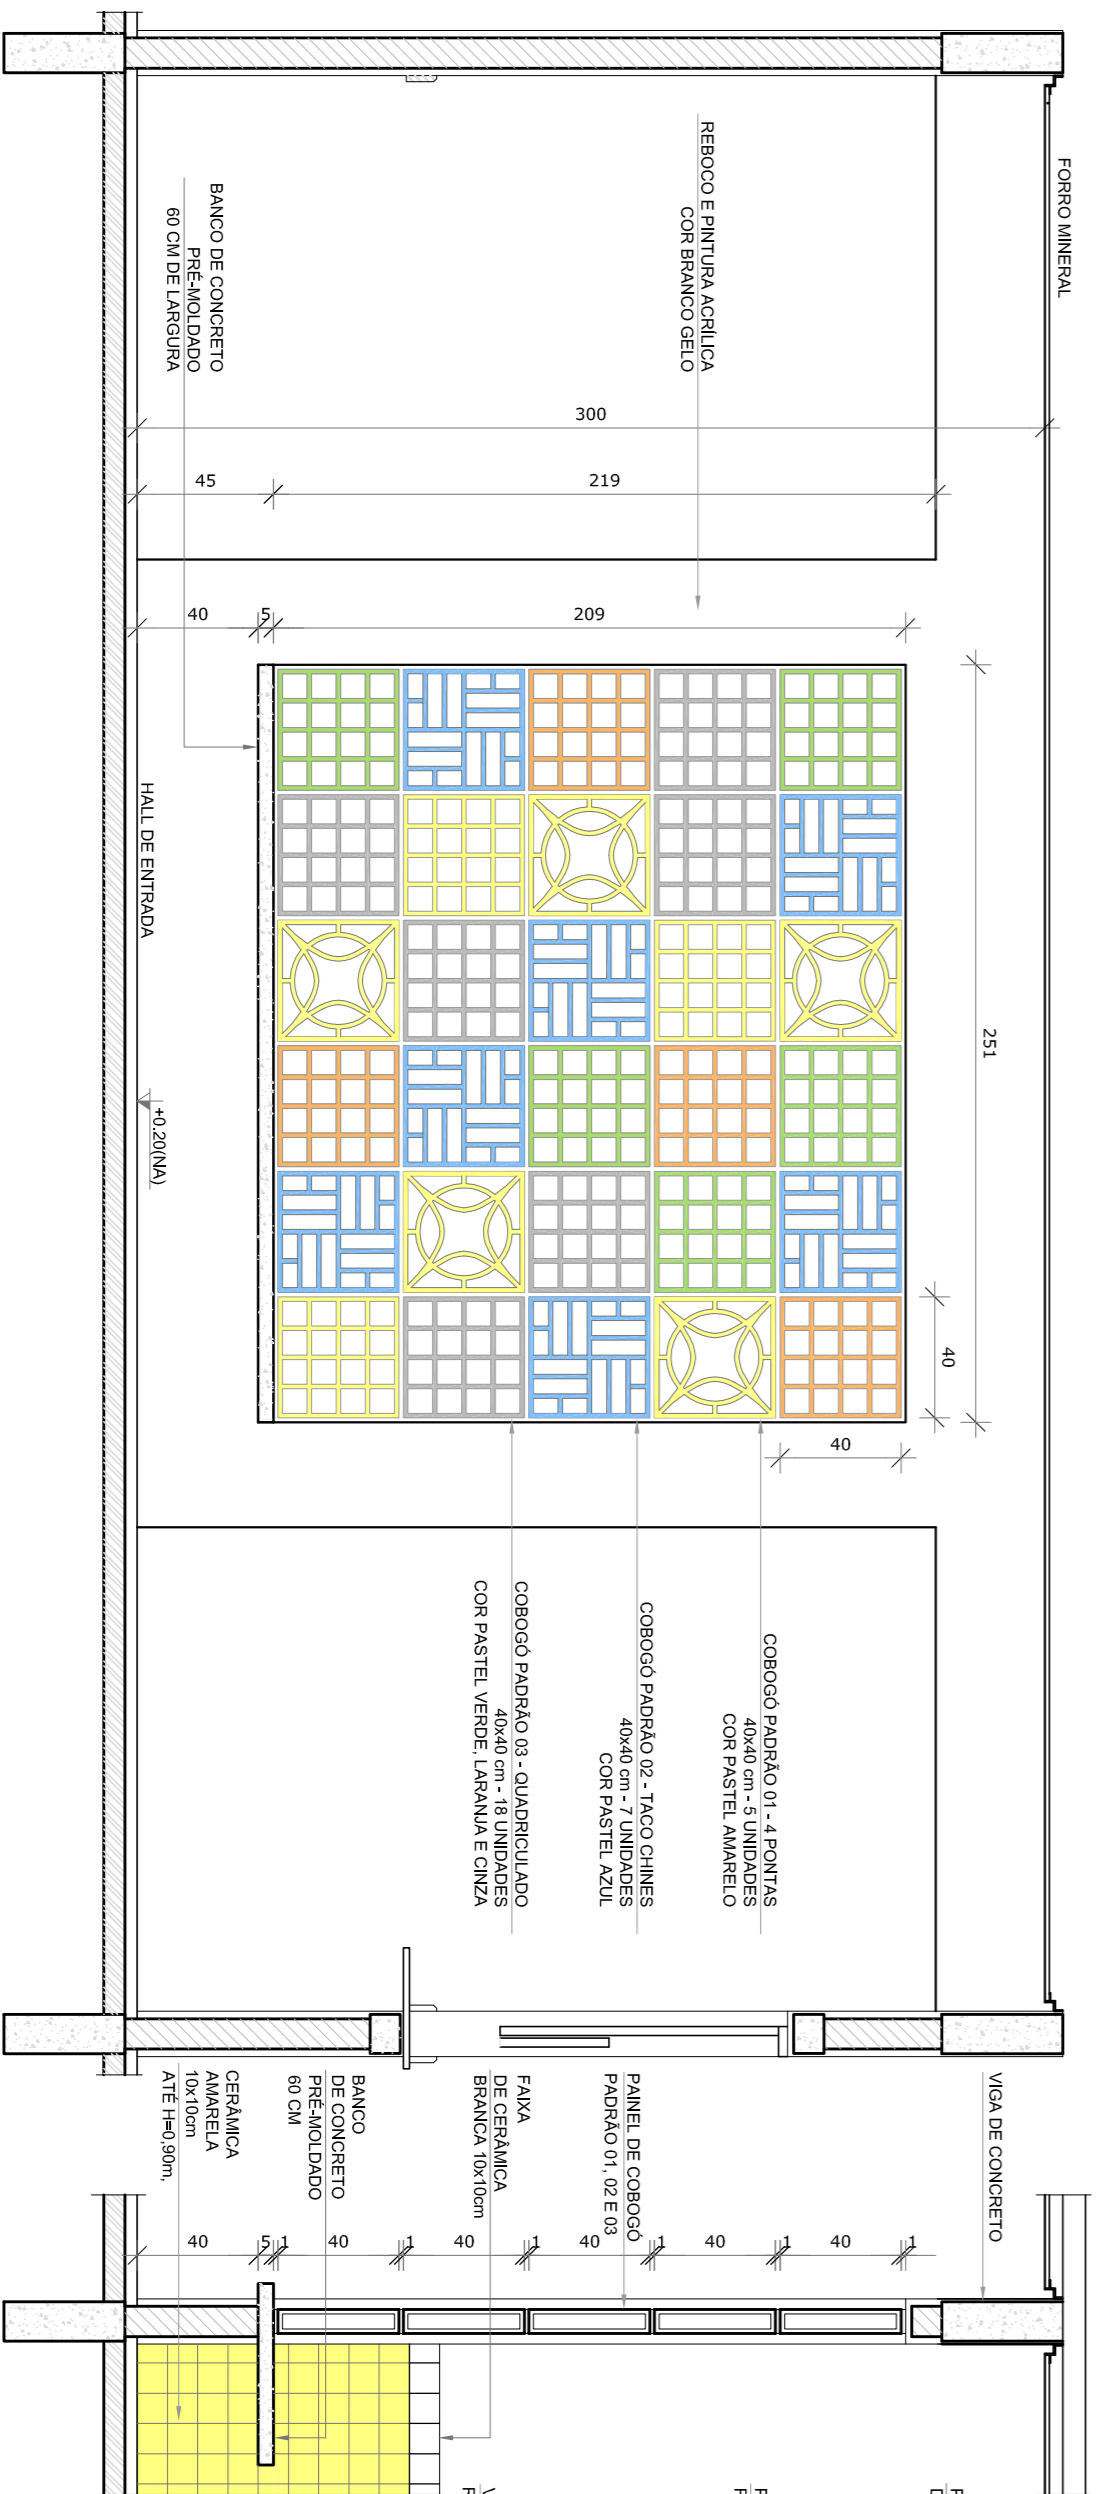 FORRO MINERAL
REBOCO E PINTURA ACRÍLICA
COR BRANCO GELO
BANCO DE CONCRETO
PRÉ-MOLDADO
60 CM DE LARGURA
300
219
45
209
5
40
251
40
40
HALL DE ENTRADA
+0.20(NA)
COBOGÓ PADRÃO 01 - 4 PONTAS
40x40 cm - 5 UNIDADES
COR PASTEL AMARELO
COBOGÓ PADRÃO 02 - TACO CHINES
40x40 cm - 7 UNIDADES
COR PASTEL AZUL
COBOGÓ PADRÃO 03 - QUADRICULADO
40x40 cm - 18 UNIDADES
COR PASTEL VERDE, LARANJA E CINZA
VIGA DE CONCRETO
PAINEL DE COBOGÓ
PADRÃO 01, 02 E 03
FAIXA
DE CERÂMICA
BRANCA 10x10cm
BANCO
DE CONCRETO
PRÉ-MOLDADO
60 CM
CERÂMICA
AMARELA
10x10cm
ATÉ H=0,90m,
1
40
1
40
1
40
1
40
1
40
1
5
40